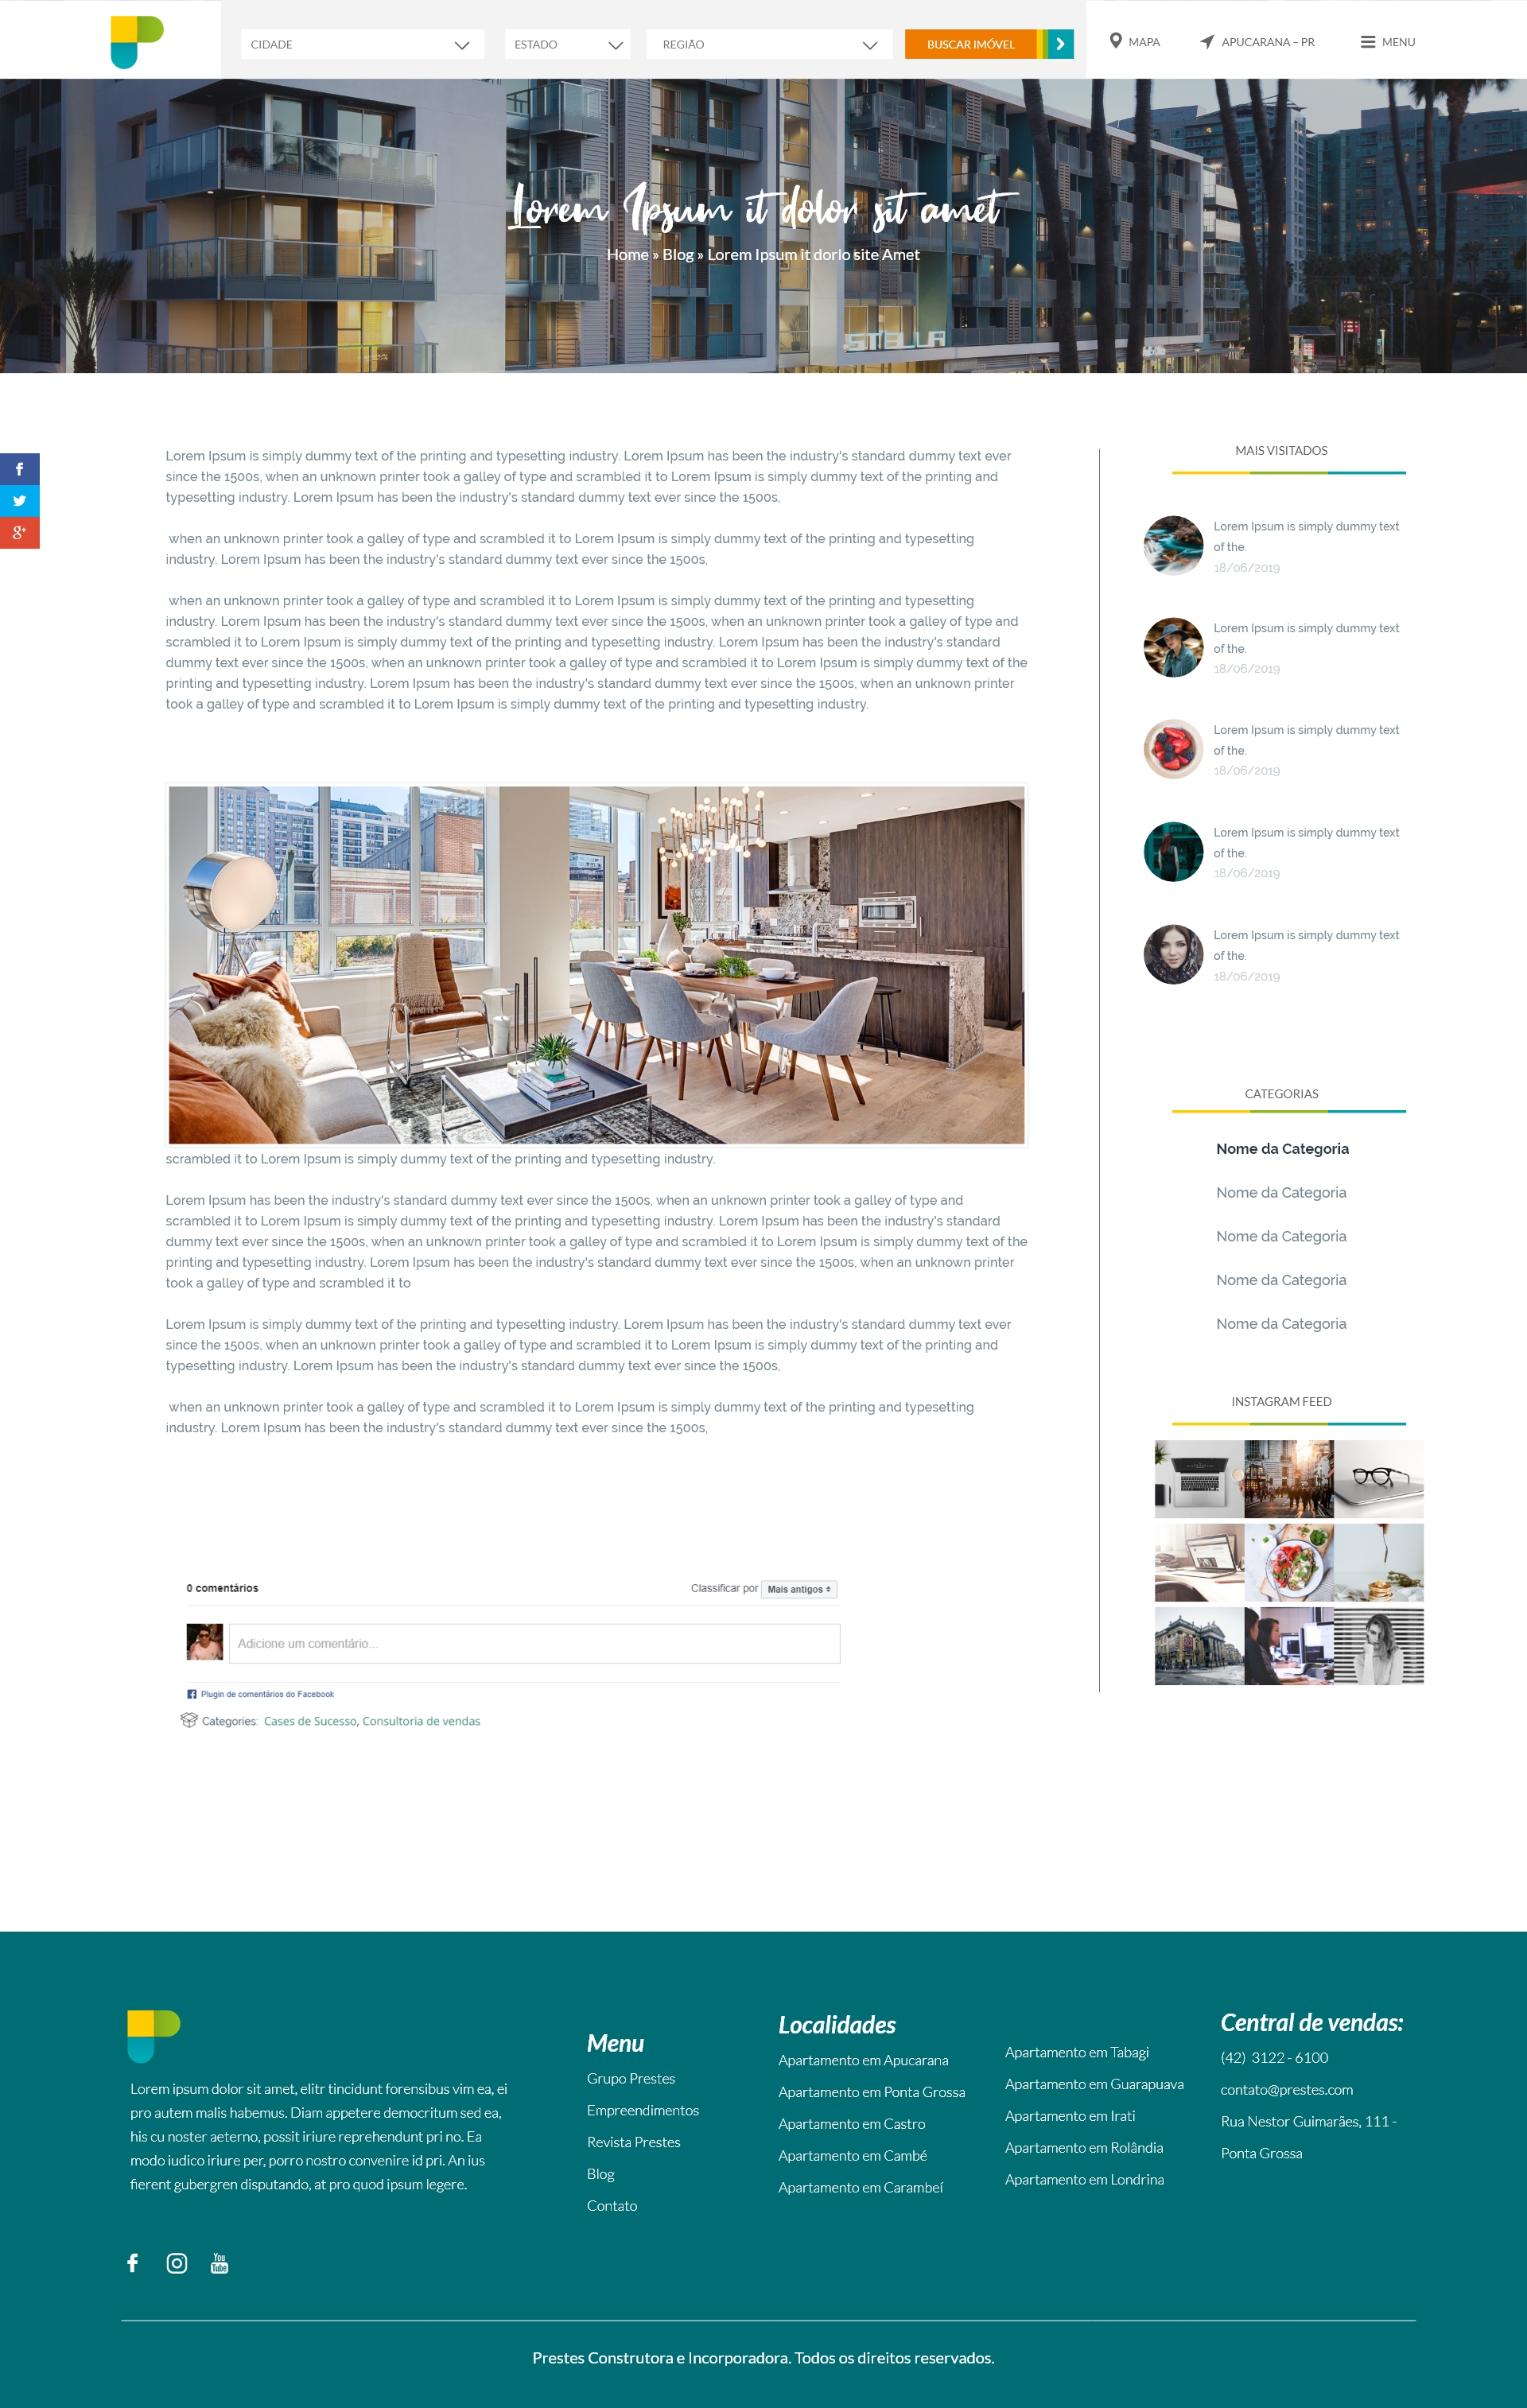 CIDADE ESTADO REGIÃO BUSCAR IMÓVEL MAPA APUCARANA – PR MENU
Lorem Ipsum it dolor sit amet
Home » Blog » Lorem Ipsum it dorlo site Amet
STELLA
Lorem Ipsum is simply dummy text of the printing and typesetting industry. Lorem Ipsum has been the industry's standard dummy text ever
since the 1500s, when an unknown printer took a galley of type and scrambled it to Lorem Ipsum is simply dummy text of the printing and
typesetting industry. Lorem Ipsum has been the industry's standard dummy text ever since the 1500s,
when an unknown printer took a galley of type and scrambled it to Lorem Ipsum is simply dummy text of the printing and typesetting
industry. Lorem Ipsum has been the industry's standard dummy text ever since the 1500s,
when an unknown printer took a galley of type and scrambled it to Lorem Ipsum is simply dummy text of the printing and typesetting
industry. Lorem Ipsum has been the industry's standard dummy text ever since the 1500s, when an unknown printer took a galley of type and
scrambled it to Lorem Ipsum is simply dummy text of the printing and typesetting industry. Lorem Ipsum has been the industry's standard
dummy text ever since the 1500s, when an unknown printer took a galley of type and scrambled it to Lorem Ipsum is simply dummy text of the
printing and typesetting industry. Lorem Ipsum has been the industry's standard dummy text ever since the 1500s, when an unknown printer
took a galley of type and scrambled it to Lorem Ipsum is simply dummy text of the printing and typesetting industry.
scrambled it to Lorem Ipsum is simply dummy text of the printing and typesetting industry.
Lorem Ipsum has been the industry's standard dummy text ever since the 1500s, when an unknown printer took a galley of type and
scrambled it to Lorem Ipsum is simply dummy text of the printing and typesetting industry. Lorem Ipsum has been the industry's standard
dummy text ever since the 1500s, when an unknown printer took a galley of type and scrambled it to Lorem Ipsum is simply dummy text of the
printing and typesetting industry. Lorem Ipsum has been the industry's standard dummy text ever since the 1500s, when an unknown printer
took a galley of type and scrambled it to
Lorem Ipsum is simply dummy text of the printing and typesetting industry. Lorem Ipsum has been the industry's standard dummy text ever
since the 1500s, when an unknown printer took a galley of type and scrambled it to Lorem Ipsum is simply dummy text of the printing and
typesetting industry. Lorem Ipsum has been the industry's standard dummy text ever since the 1500s,
when an unknown printer took a galley of type and scrambled it to Lorem Ipsum is simply dummy text of the printing and typesetting
industry. Lorem Ipsum has been the industry's standard dummy text ever since the 1500s,
0 comentários Classificar por Mais antigos
Adicione um comentário...
Plugin de comentários do Facebook
Categories: Cases de Sucesso, Consultoria de vendas
MAIS VISITADOS
Lorem Ipsum is simply dummy text
of the.
18/06/2019
Lorem Ipsum is simply dummy text
of the.
18/06/2019
Lorem Ipsum is simply dummy text
of the.
18/06/2019
Lorem Ipsum is simply dummy text
of the.
18/06/2019
Lorem Ipsum is simply dummy text
of the.
18/06/2019
CATEGORIAS
Nome da Categoria
Nome da Categoria
Nome da Categoria
Nome da Categoria
Nome da Categoria
INSTAGRAM FEED
Lorem ipsum dolor sit amet, elitr tincidunt forensibus vim ea, ei
pro autem malis habemus. Diam appetere democritum sed ea,
his cu noster aeterno, possit iriure reprehendunt pri no. Ea
modo iudico iriure per, porro nostro convenire id pri. An ius
fierent gubergren disputando, at pro quod ipsum legere.
You
Tube
Menu
Grupo Prestes
Empreendimentos
Revista Prestes
Blog
Contato
Localidades
Apartamento em Apucarana
Apartamento em Ponta Grossa
Apartamento em Castro
Apartamento em Cambé
Apartamento em Carambeí
Apartamento em Tabagi
Apartamento em Guarapuava
Apartamento em Irati
Apartamento em Rolândia
Apartamento em Londrina
Central de vendas:
(42) 3122 - 6100
contato@prestes.com
Rua Nestor Guimarães, 111 -
Ponta Grossa
Prestes Construtora e Incorporadora. Todos os direitos reservados.